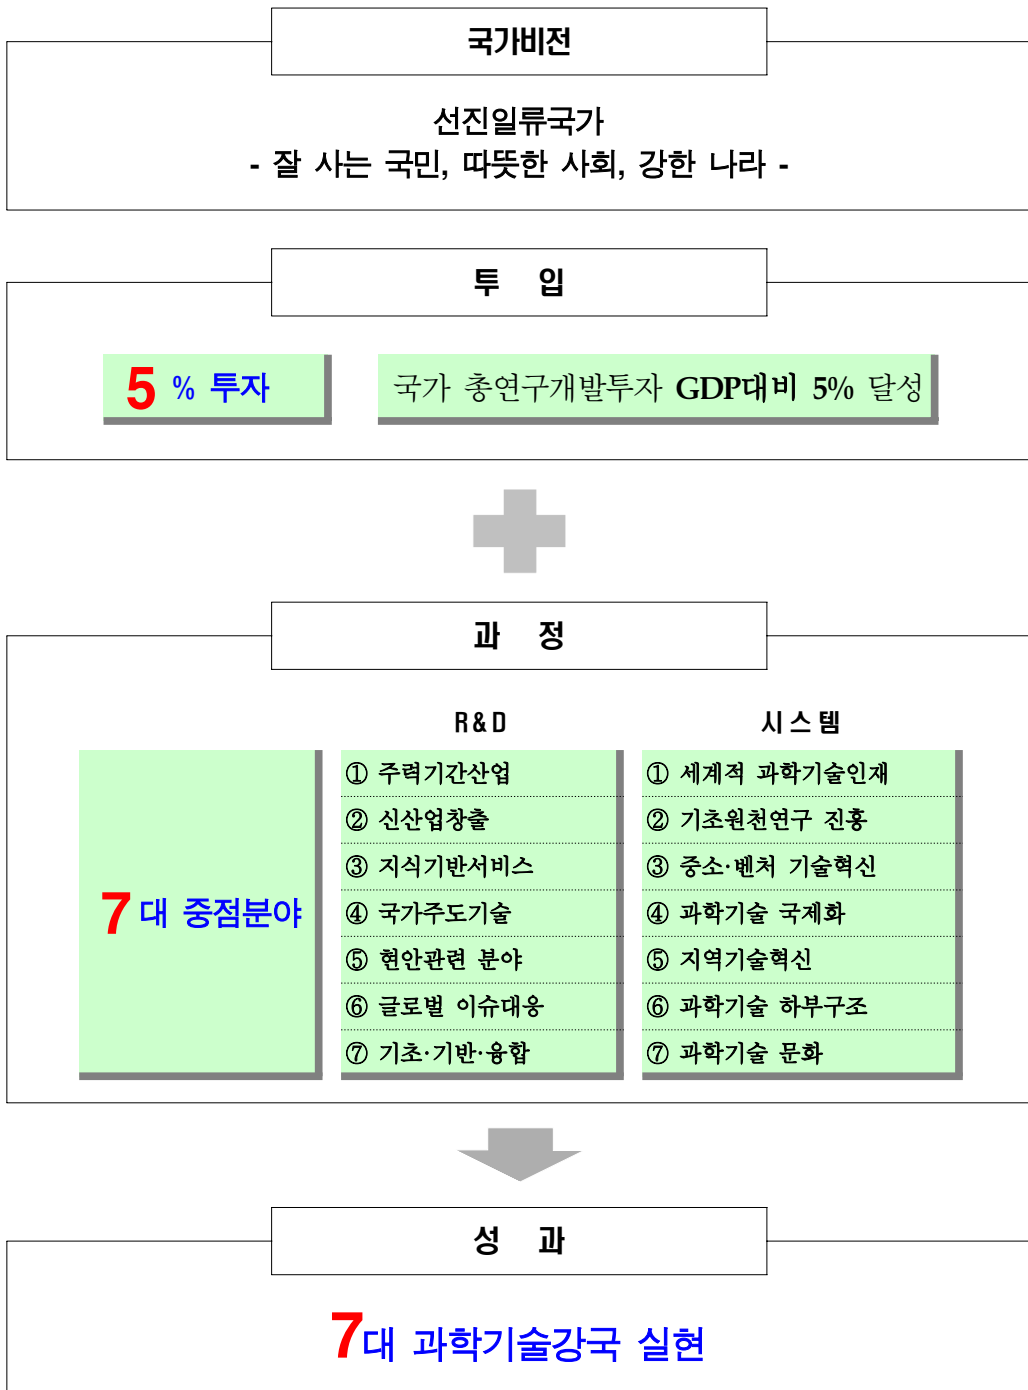 국가비전
선진일류국가
- 잘 사는 국민, 따뜻한 사회, 강한 나라 -
투 입
5 % 투자
국가 총연구개발투자 GDP대비 5% 달성
과 정
R&D
시스템
7대 중점분야
① 주력기간산업
② 신산업창출
③ 지식기반서비스
④ 국가주도기술
⑤ 현안관련 분야
⑥ 글로벌 이슈대응
⑦ 기초·기반·융합
① 세계적 과학기술인재
② 기초원천연구 진흥
③ 중소·벤처 기술혁신
④ 과학기술 국제화
⑤ 지역기술혁신
⑥ 과학기술 하부구조
⑦ 과학기술 문화
성 과
7대 과학기술강국 실현